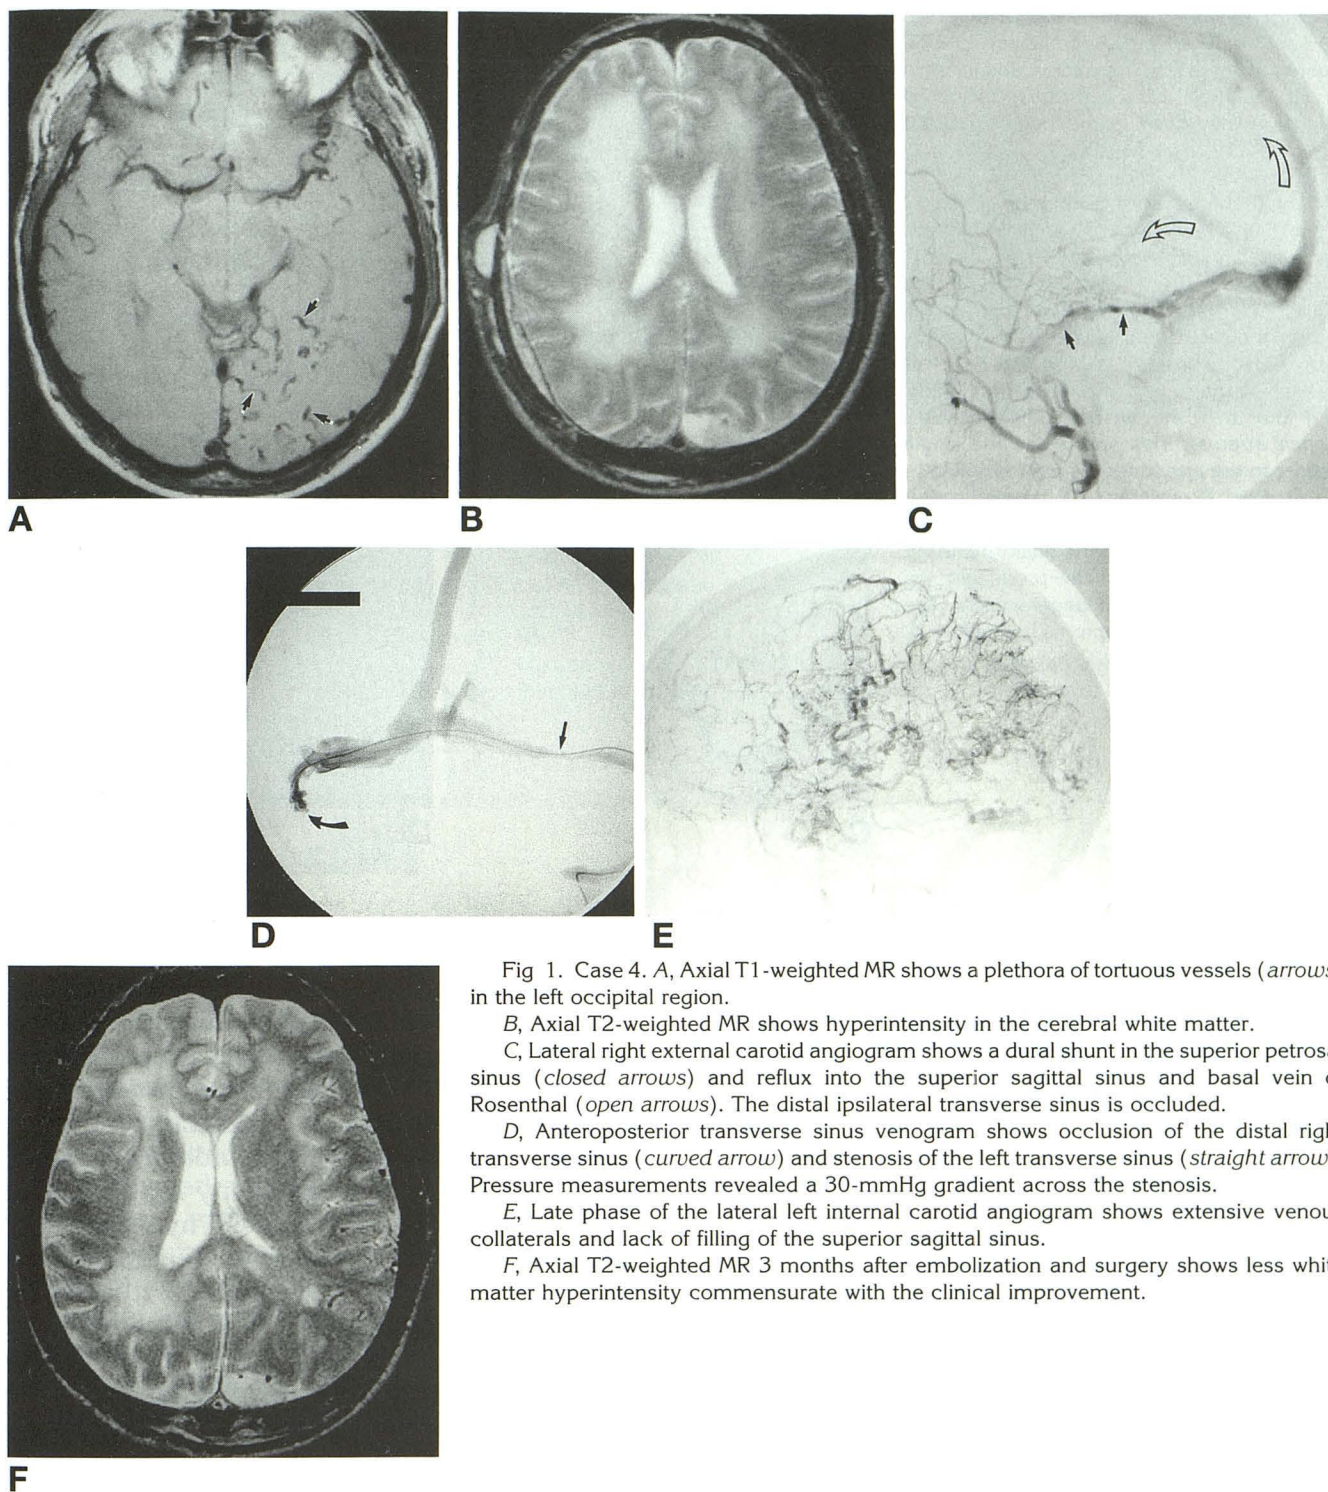 A
B
C
D
E
F
Fig 1. Case 4. A, Axial T1-weighted MR shows a plethora of tortuous vessels (arrows
in the left occipital region.
B, Axial T2-weighted MR shows hyperintensity in the cerebral white matter.
C, Lateral right external carotid angiogram shows a dural shunt in the superior petrosa
sinus (closed arrows) and reflux into the superior sagittal sinus and basal vein o
Rosenthal (open arrows). The distal ipsilateral transverse sinus is occluded.
D, Anteroposterior transverse sinus venogram shows occlusion of the distal righ
transverse sinus (curved arrow) and stenosis of the left transverse sinus (straight arrow
Pressure measurements revealed a 30-mmHg gradient across the stenosis.
E, Late phase of the lateral left internal carotid angiogram shows extensive venou
collaterals and lack of filling of the superior sagittal sinus.
F, Axial T2-weighted MR 3 months after embolization and surgery shows less whit
matter hyperintensity commensurate with the clinical improvement.